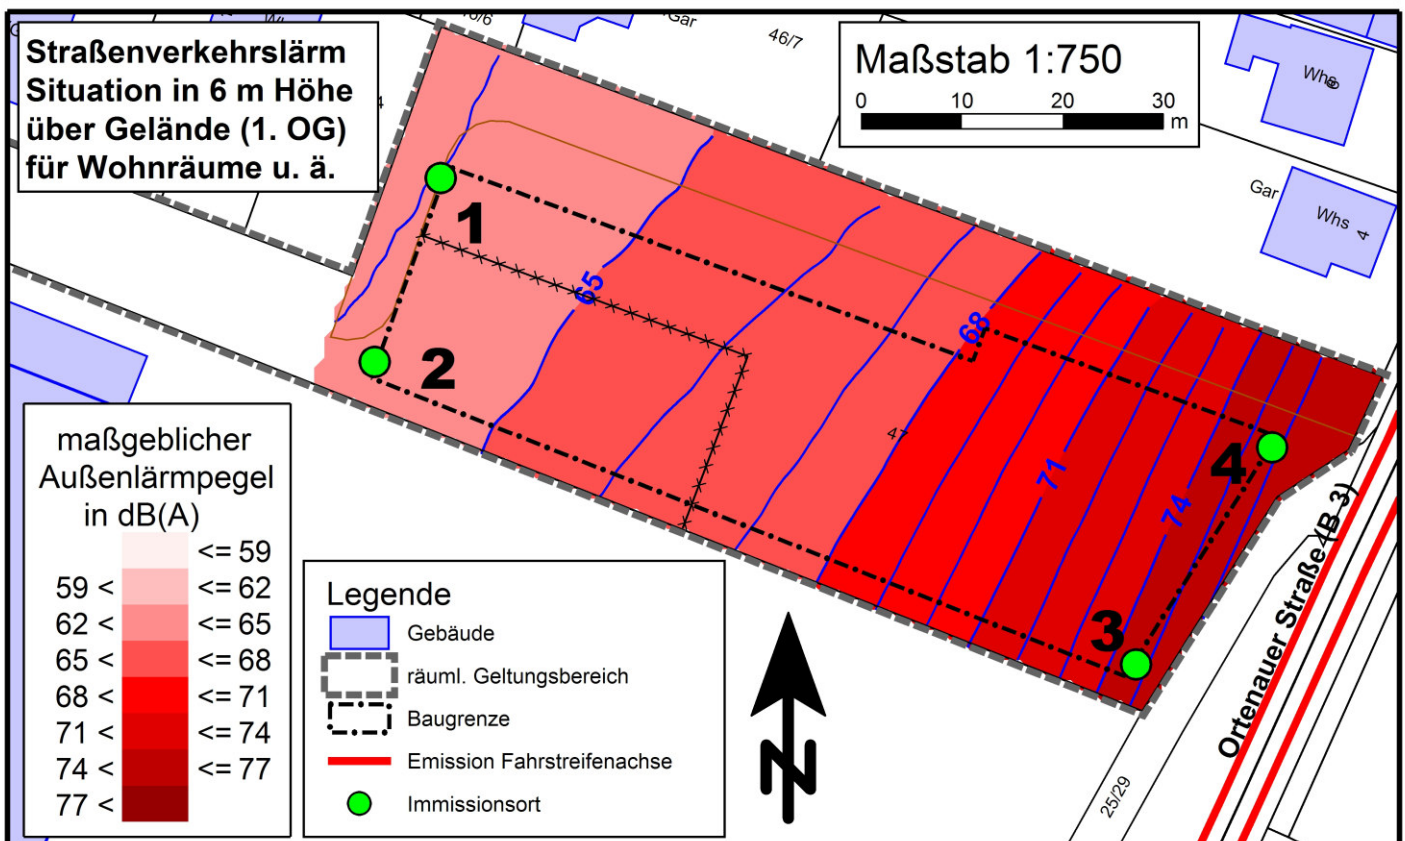 Straßenverkehrslärm
Situation in 6 m Höhe
über Gelände (1. OG)
für Wohnräume u. ä.
Gar
46/7
Maßstab 1:750
0 10 20 30
m
Whs
Gar
Whs 4
1
2
65
68
47
71
74
4
3
Ortenauer Straße (B 3)
25/29
maßgeblicher
Außenlärmpegel
in dB(A)
<= 59
59 < <= 62
62 < <= 65
65 < <= 68
68 < <= 71
71 < <= 74
74 < <= 77
77 <
Legende
Gebäude
räuml. Geltungsbereich
Baugrenze
Emission Fahrstreifenachse
Immissionsort
N